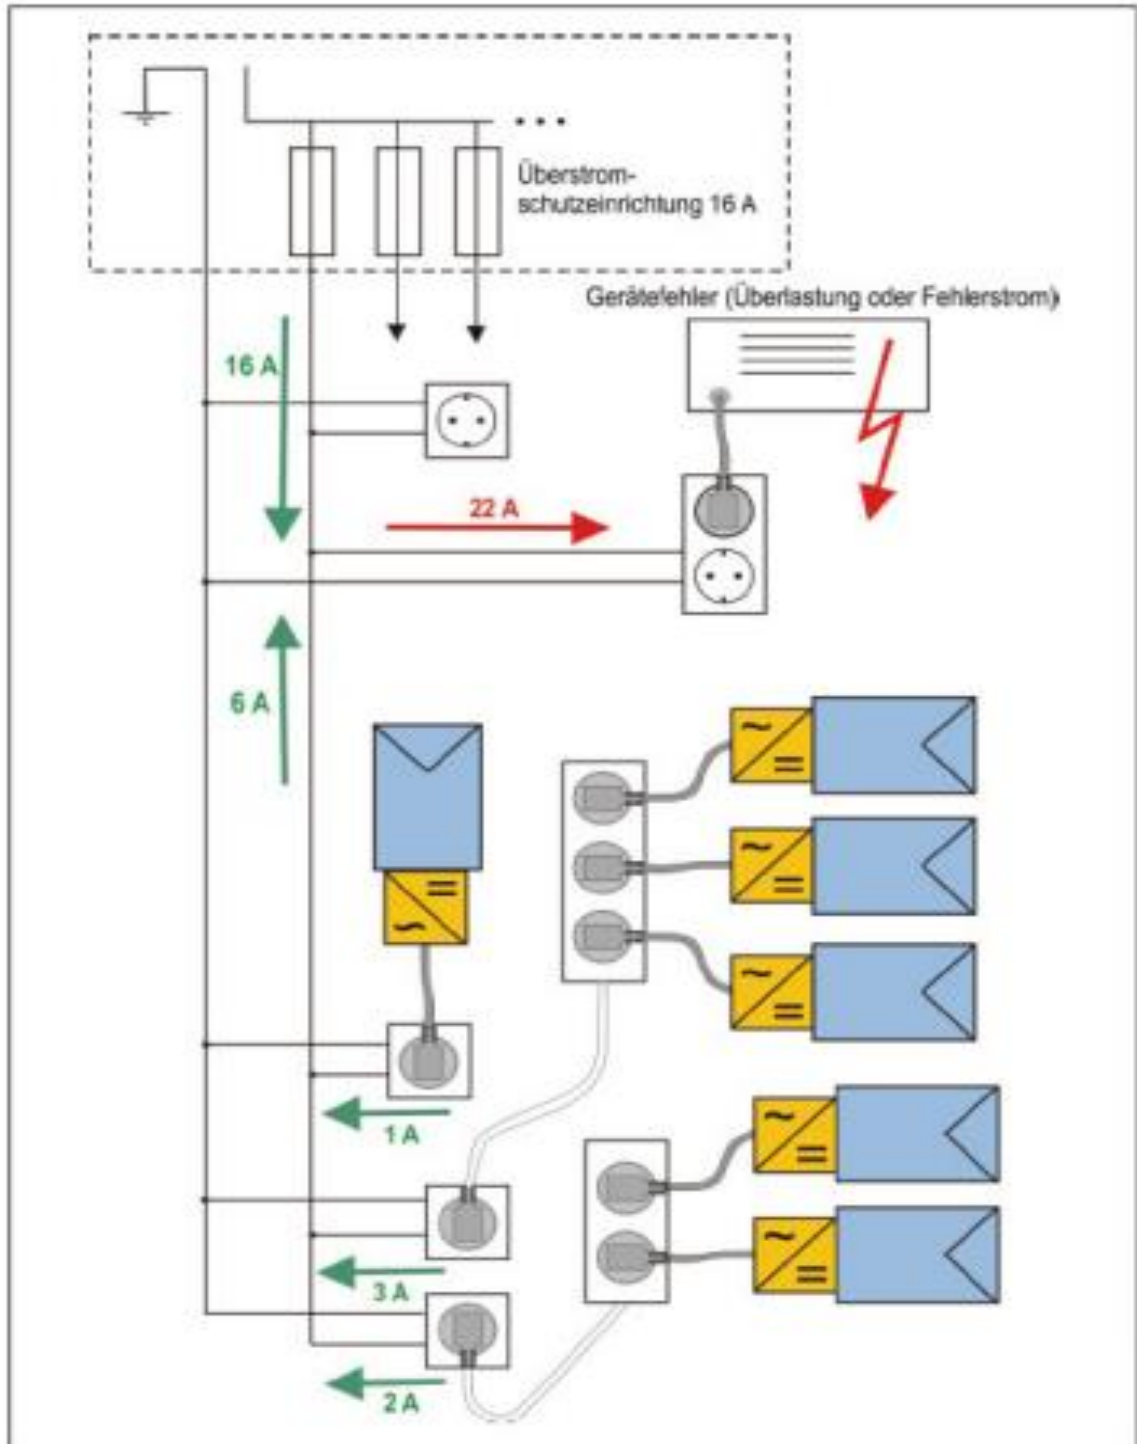 Überstrom-
schutzeinrichtung 16 A
Gerätefehler (Überlastung oder Fehlerstrom)
16 A
22 A
6 A
1 A
3 A
2 A